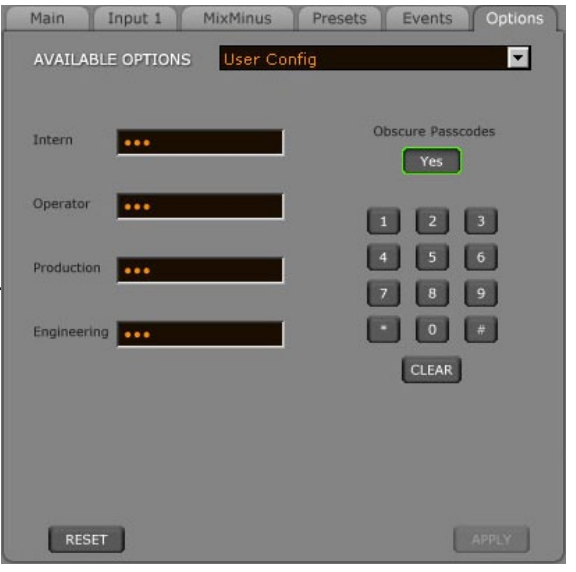 Main Input 1 MixMinus Presets Events Options
AVAILABLE OPTIONS User Config
Obscure Passcodes
Intern •••
Yes
Operator •••
1 2 3
4 5 6
Production •••
7 8 9
Engineering •••
* 0 #
CLEAR
RESET APPLY